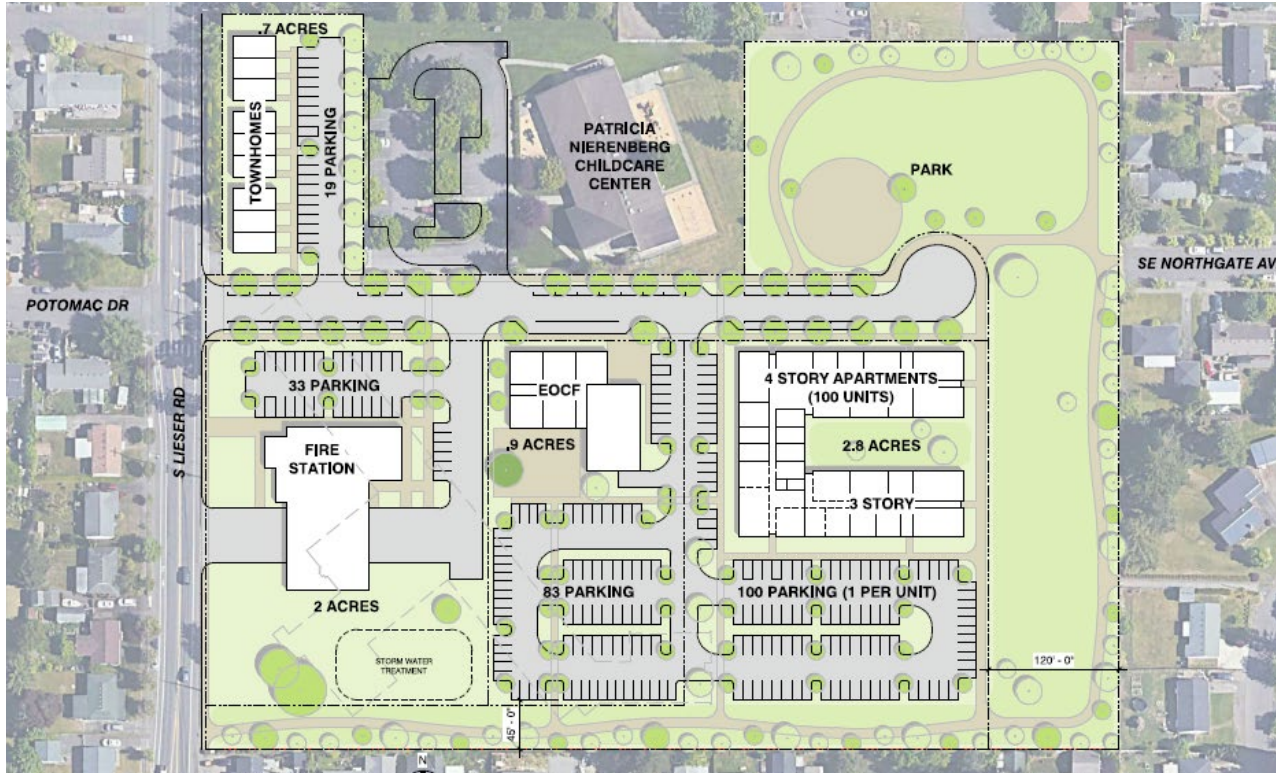 .7 ACRES
TOWNHOMES
19 PARKING
PATRICIA
NIERENBERG
CHILDCARE
CENTER
PARK
SE NORTHGATE AV
POTOMAC DR
S LIESER RD
33 PARKING
FIRE
STATION
2 ACRES
STORM WATER
TREATMENT
EOCF
.9 ACRES
83 PARKING
4 STORY APARTMENTS
(100 UNITS)
2.8 ACRES
3 STORY
100 PARKING (1 PER UNIT)
120' - 0"
45' - 0"
N